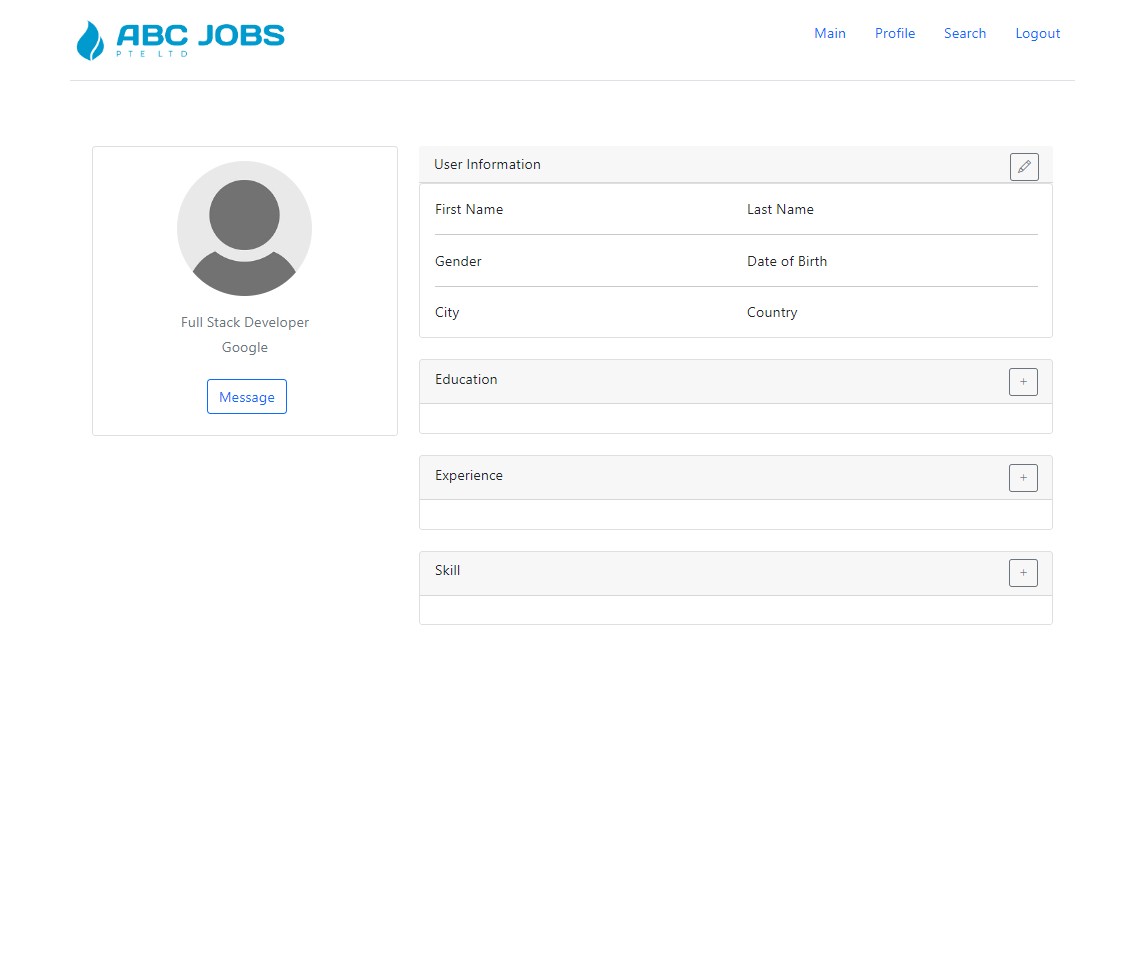 ABC JOBS
PTE LTD
Main Profile Search Logout
Full Stack Developer
Google
Message
User Information
First Name Last Name
Gender Date of Birth
City Country
Education +
Experience +
Skill +